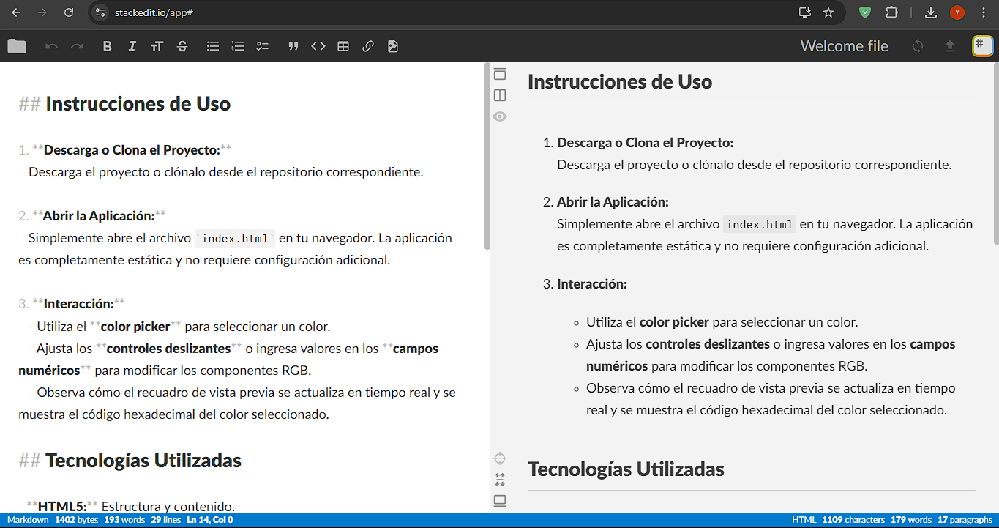 stackedit.io/app#
y
B I TT S
Welcome file
#
## Instrucciones de Uso
1. **Descarga o Clona el Proyecto:**
Descarga el proyecto o clónalo desde el repositorio correspondiente.
2. **Abrir la Aplicación:**
Simplemente abre el archivo `index.html` en tu navegador. La aplicación
es completamente estática y no requiere configuración adicional.
3. **Interacción:**
- Utiliza el **color picker** para seleccionar un color.
- Ajusta los **controles deslizantes** o ingresa valores en los **campos
numéricos** para modificar los componentes RGB.
- Observa cómo el recuadro de vista previa se actualiza en tiempo real y se
muestra el código hexadecimal del color seleccionado.
## Tecnologías Utilizadas
- **HTML5:** Estructura y contenido.
Instrucciones de Uso
1. Descarga o Clona el Proyecto:
Descarga el proyecto o clónalo desde el repositorio correspondiente.
2. Abrir la Aplicación:
Simplemente abre el archivo index.html en tu navegador. La aplicación
es completamente estática y no requiere configuración adicional.
3. Interacción:
Utiliza el color picker para seleccionar un color.
Ajusta los controles deslizantes o ingresa valores en los campos
numéricos para modificar los componentes RGB.
Observa cómo el recuadro de vista previa se actualiza en tiempo
real y se muestra el código hexadecimal del color seleccionado.
Tecnologías Utilizadas
Markdown 1402 bytes 193 words 29 lines Ln 14, Col 0
HTML 1109 characters 179 words 17 paragraphs